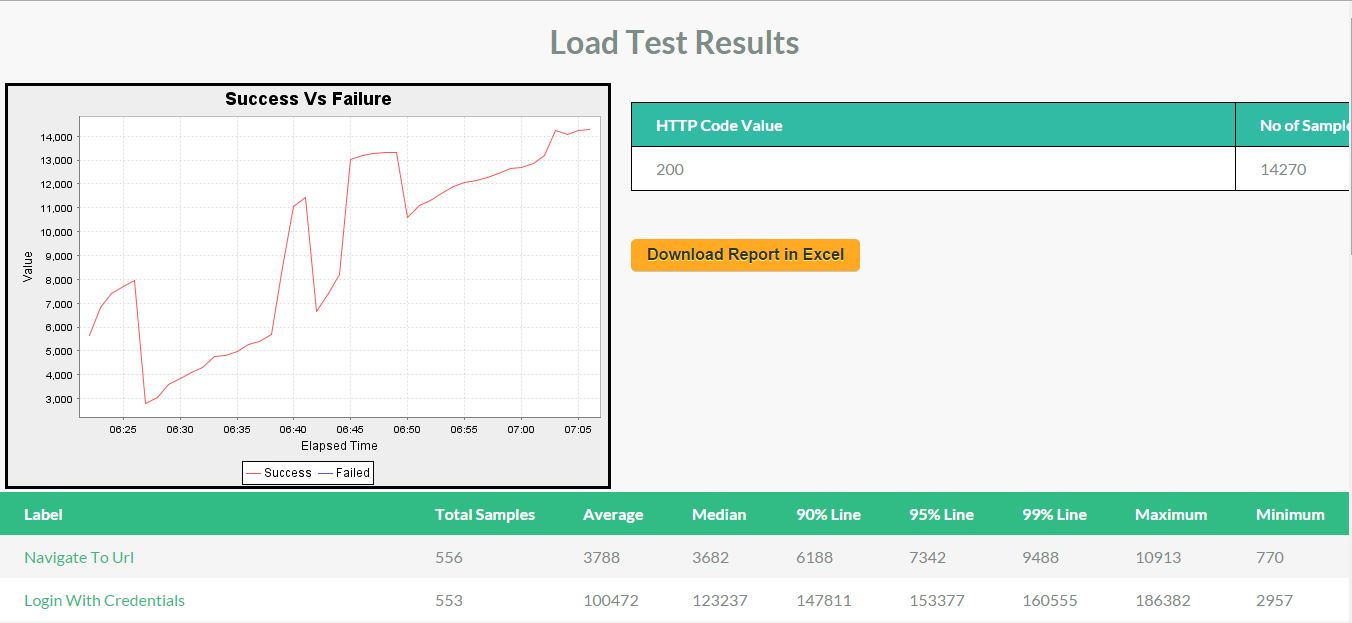 Load Test Results
Success Vs Failure
14,000
13,000
12,000
11,000
10,000
9,000
8,000
7,000
6,000
5,000
4,000
3,000
Value
06:25 06:30 06:35 06:40 06:45 06:50 06:55 07:00 07:05
Elapsed Time
Success Failed
HTTP Code Value No of Sample
200 14270
Download Report in Excel
Label Total Samples Average Median 90% Line 95% Line 99% Line Maximum Minimum
Navigate To Url 556 3788 3682 6188 7342 9488 10913 770
Login With Credentials 553 100472 123237 147811 153377 160555 186382 2957